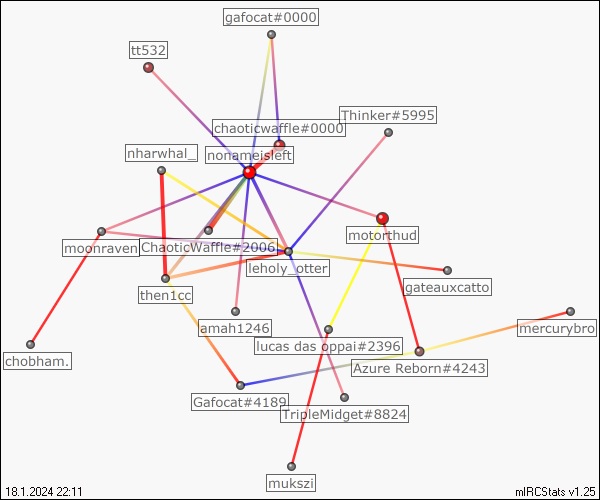 gafocat#0000
tt532
Thinker#5995
chaoticwaffle#0000
nharwhal_
nonameisleft
motorthud
moonraven
ChaoticWaffle#2006
leholy_otter
gateauxcatto
then1cc
amah1246
mercurybro
lucas das oppai#2396
chobham.
Azure Reborn#4243
Gafocat#4189
TripleMidget#8824
mukszi
18.1.2024 22:11
mIRCStats v1.25